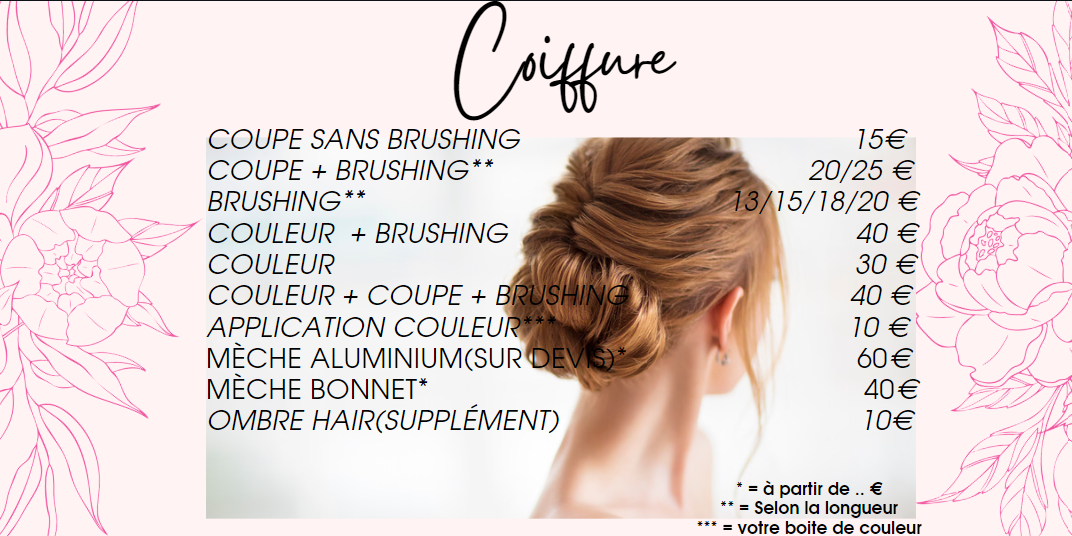 Coiffure
COUPE SANS BRUSHING 15€
COUPE + BRUSHING** 20/25 €
BRUSHING** 13/15/18/20 €
COULEUR + BRUSHING 40 €
COULEUR 30 €
COULEUR + COUPE + BRUSHING 40 €
APPLICATION COULEUR*** 10 €
MÈCHE ALUMINIUM(SUR DEVIS)* 60€
MÈCHE BONNET* 40€
OMBRE HAIR(SUPPLÉMENT) 10€
* = à partir de .. €
** = Selon la longueur
*** = votre boite de couleur